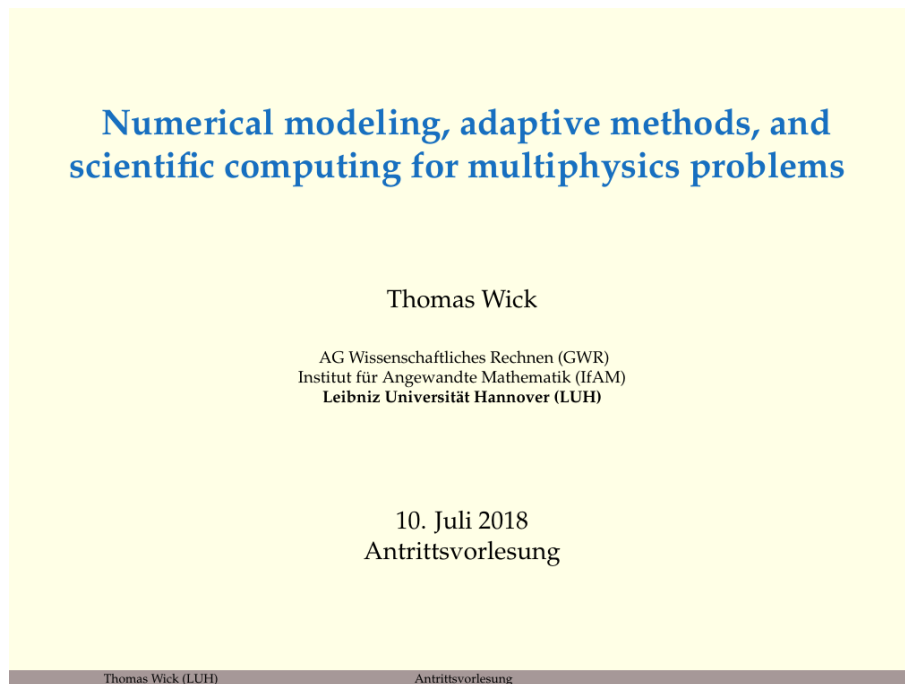 Numerical modeling, adaptive methods, and
scientific computing for multiphysics problems
Thomas Wick
AG Wissenschaftliches Rechnen (GWR)
Institut für Angewandte Mathematik (IfAM)
Leibniz Universität Hannover (LUH)
10. Juli 2018
Antrittsvorlesung
Thomas Wick (LUH) Antrittsvorlesung